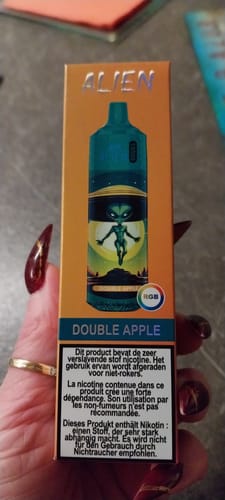 ALIEN
RGB
DOUBLE APPLE
Dit product bevat de zeer
verslavende stof nicotine. Het
gebruik ervan wordt afgeraden
voor niet-rokers.
La nicotine contenue dans ce
produit crée une forte
dépendance. Son utilisation par
les non-fumeurs n'est pas
récommandée.
Dieses Produkt enthält Nikotin :
einen Stoff, der sehr stark
abhängig macht. Es wird nicht
für den Gebrauch durch
Nichtraucher empfohlen.